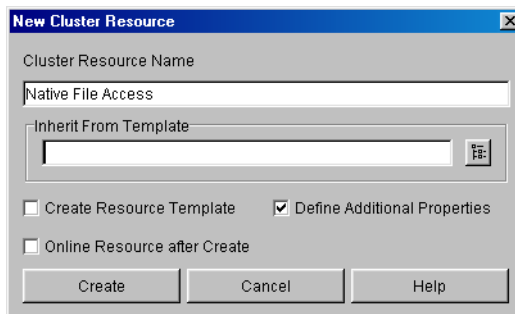 New Cluster Resource
Cluster Resource Name
Native File Access
Inherit From Template
Create Resource Template Define Additional Properties
Online Resource after Create
Create Cancel Help